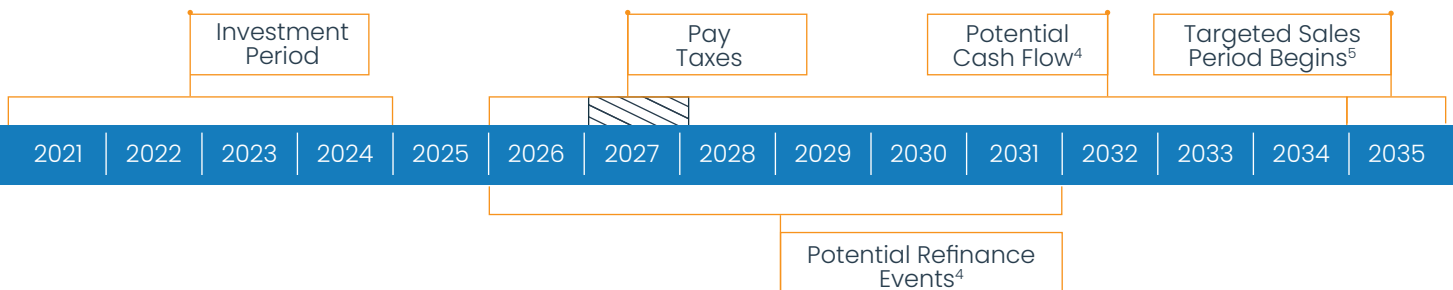 Investment
Period
Pay
Taxes
Potential
Cash Flow⁴
Targeted Sales
Period Begins⁵
2021 2022 2023 2024 2025 2026 2027 2028 2029 2030 2031 2032 2033 2034 2035
Potential Refinance
Events⁴